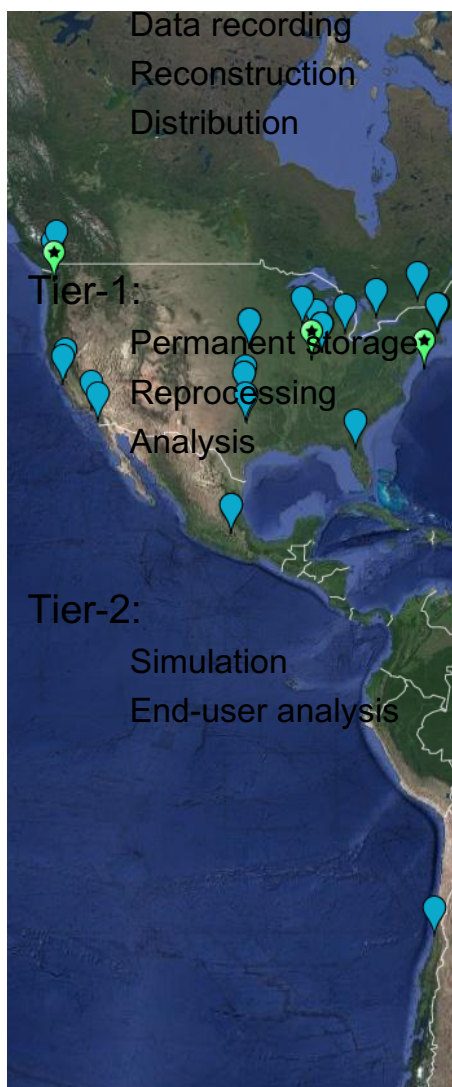 Data recording
Reconstruction
Distribution
Tier-1:
Permanent storage
Reprocessing
Analysis
Tier-2:
Simulation
End-user analysis